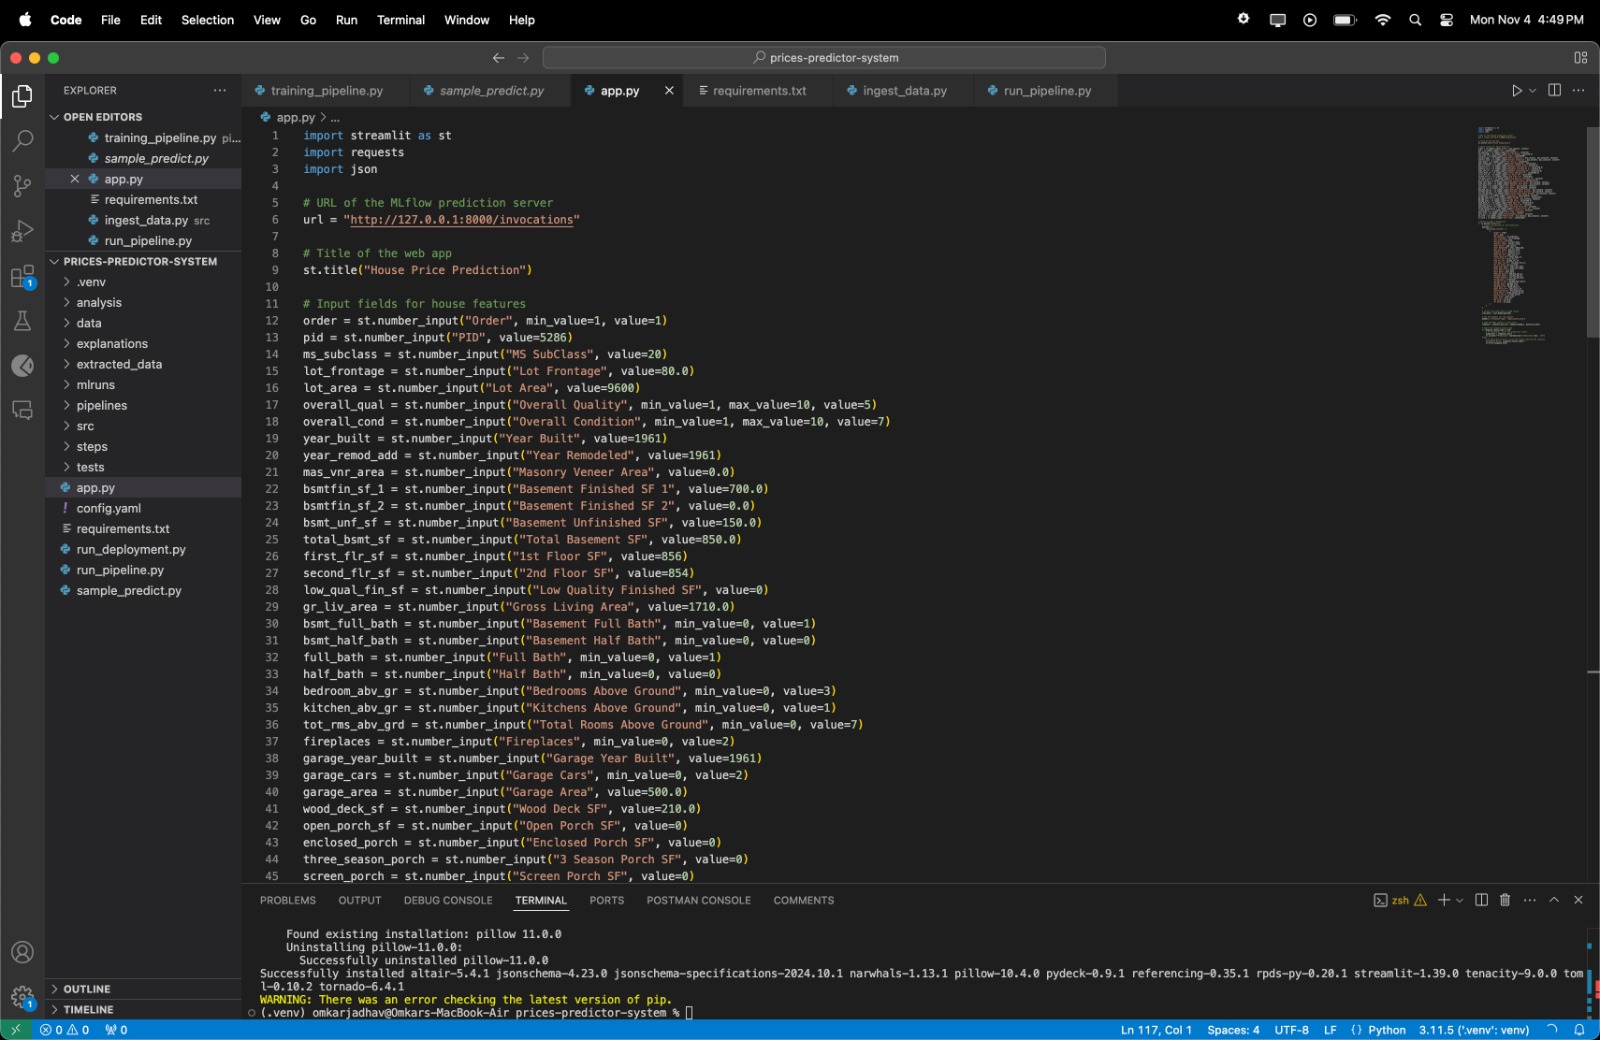 Code File Edit Selection View Go Run Terminal Window Help Mon Nov 4 4:49 PM
prices-predictor-system
EXPLORER
OPEN EDITORS
training_pipeline.py pi...
sample_predict.py
app.py
requirements.txt
ingest_data.py src
run_pipeline.py
PRICES-PREDICTOR-SYSTEM
.venv
analysis
data
explanations
extracted_data
mlruns
pipelines
src
steps
tests
app.py
config.yaml
requirements.txt
run_deployment.py
run_pipeline.py
sample_predict.py
OUTLINE
TIMELINE
1
1
training_pipeline.py sample_predict.py app.py requirements.txt ingest_data.py run_pipeline.py
app.py > ...
1 import streamlit as st
2 import requests
3 import json
4
5 # URL of the MLflow prediction server
6 url = "http://127.0.0.1:8000/invocations"
7
8 # Title of the web app
9 st.title("House Price Prediction")
10
11 # Input fields for house features
12 order = st.number_input("Order", min_value=1, value=1)
13 pid = st.number_input("PID", value=5286)
14 ms_subclass = st.number_input("MS SubClass", value=20)
15 lot_frontage = st.number_input("Lot Frontage", value=80.0)
16 lot_area = st.number_input("Lot Area", value=9600)
17 overall_qual = st.number_input("Overall Quality", min_value=1, max_value=10, value=5)
18 overall_cond = st.number_input("Overall Condition", min_value=1, max_value=10, value=7)
19 year_built = st.number_input("Year Built", value=1961)
20 year_remod_add = st.number_input("Year Remodeled", value=1961)
21 mas_vnr_area = st.number_input("Masonry Veneer Area", value=0.0)
22 bsmtfin_sf_1 = st.number_input("Basement Finished SF 1", value=700.0)
23 bsmtfin_sf_2 = st.number_input("Basement Finished SF 2", value=0.0)
24 bsmt_unf_sf = st.number_input("Basement Unfinished SF", value=150.0)
25 total_bsmt_sf = st.number_input("Total Basement SF", value=850.0)
26 first_flr_sf = st.number_input("1st Floor SF", value=856)
27 second_flr_sf = st.number_input("2nd Floor SF", value=854)
28 low_qual_fin_sf = st.number_input("Low Quality Finished SF", value=0)
29 gr_liv_area = st.number_input("Gross Living Area", value=1710.0)
30 bsmt_full_bath = st.number_input("Basement Full Bath", min_value=0, value=1)
31 bsmt_half_bath = st.number_input("Basement Half Bath", min_value=0, value=0)
32 full_bath = st.number_input("Full Bath", min_value=0, value=1)
33 half_bath = st.number_input("Half Bath", min_value=0, value=0)
34 bedroom_abv_gr = st.number_input("Bedrooms Above Ground", min_value=0, value=3)
35 kitchen_abv_gr = st.number_input("Kitchens Above Ground", min_value=0, value=1)
36 tot_rms_abv_grd = st.number_input("Total Rooms Above Ground", min_value=0, value=7)
37 fireplaces = st.number_input("Fireplaces", min_value=0, value=2)
38 garage_year_built = st.number_input("Garage Year Built", value=1961)
39 garage_cars = st.number_input("Garage Cars", min_value=0, value=2)
40 garage_area = st.number_input("Garage Area", value=500.0)
41 wood_deck_sf = st.number_input("Wood Deck SF", value=210.0)
42 open_porch_sf = st.number_input("Open Porch SF", value=0)
43 enclosed_porch = st.number_input("Enclosed Porch SF", value=0)
44 three_season_porch = st.number_input("3 Season Porch SF", value=0)
45 screen_porch = st.number_input("Screen Porch SF", value=0)
PROBLEMS OUTPUT DEBUG CONSOLE TERMINAL PORTS POSTMAN CONSOLE COMMENTS zsh
Found existing installation: pillow 11.0.0
Uninstalling pillow-11.0.0:
Successfully uninstalled pillow-11.0.0
Successfully installed altair-5.4.1 jsonschema-4.23.0 jsonschema-specifications-2024.10.1 narwhals-1.13.1 pillow-10.4.0 pydeck-0.9.1 referencing-0.35.1 rpds-py-0.20.1 streamlit-1.39.0 tenacity-9.0.0 tom
l-0.10.2 tornado-6.4.1
WARNING: There was an error checking the latest version of pip.
(.venv) omkarjadhav@Omkars-MacBook-Air prices-predictor-system %
0 0 0 Ln 117, Col 1 Spaces: 4 UTF-8 LF {} Python 3.11.5 ('.venv': venv)